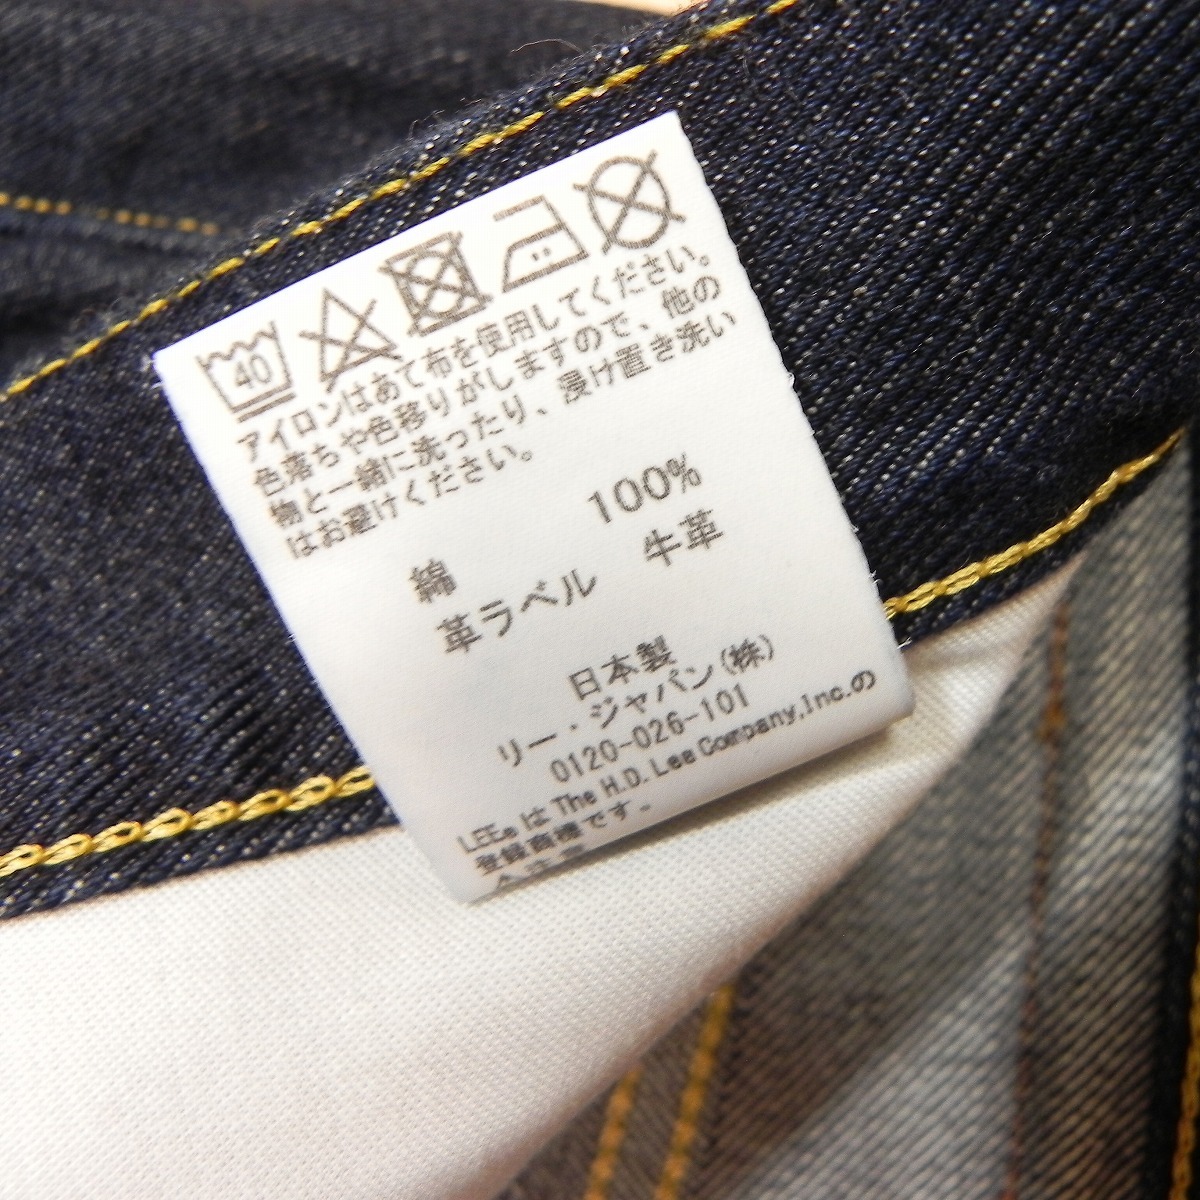 40
アイロンはあて布を使用してください。
色落ちや色移りがしますので、他の
物と一緒に洗ったり、浸け置き洗い
はお避けください。
綿 100%
革ラベル 牛革
日本製
リー・ジャパン(株)
0120-026-101
LEE®はThe H.D. Lee Company,Inc.の
登録商標です。